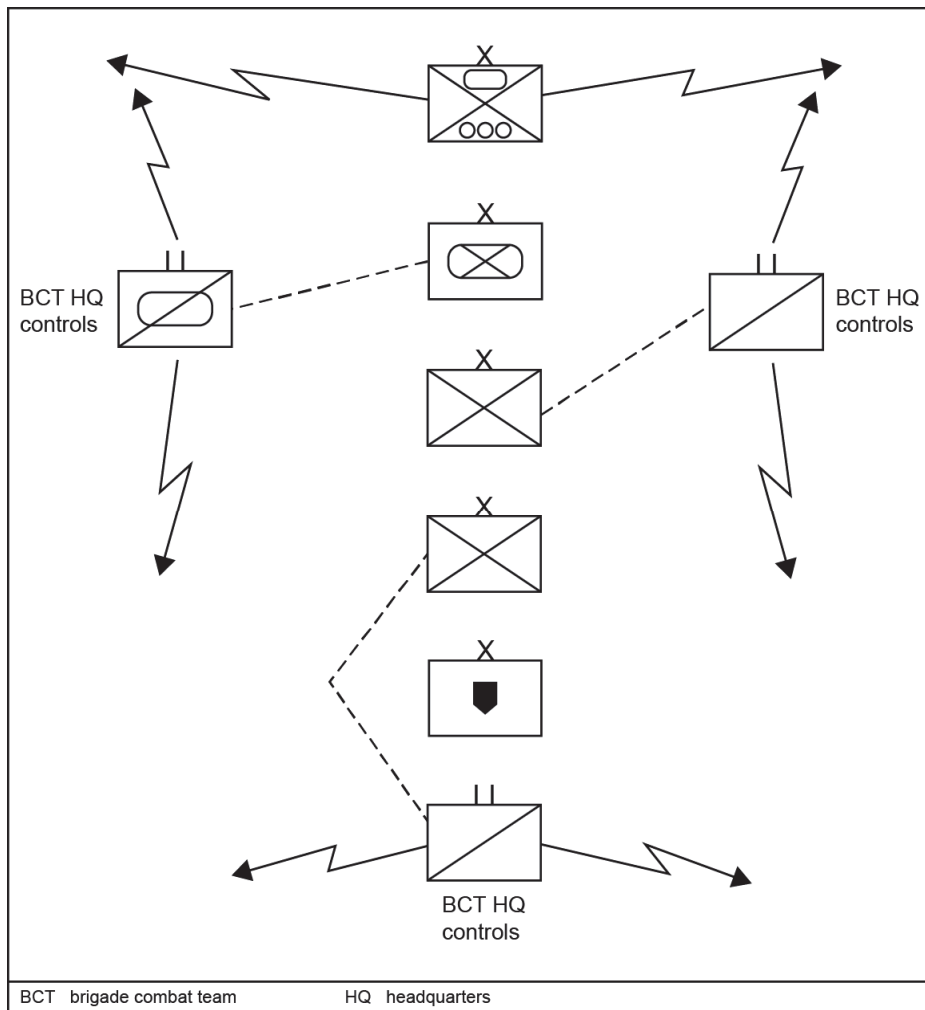 X
X
BCT HQ
controls
BCT HQ
controls
X
X
X
BCT HQ
controls
BCT brigade combat team HQ headquarters